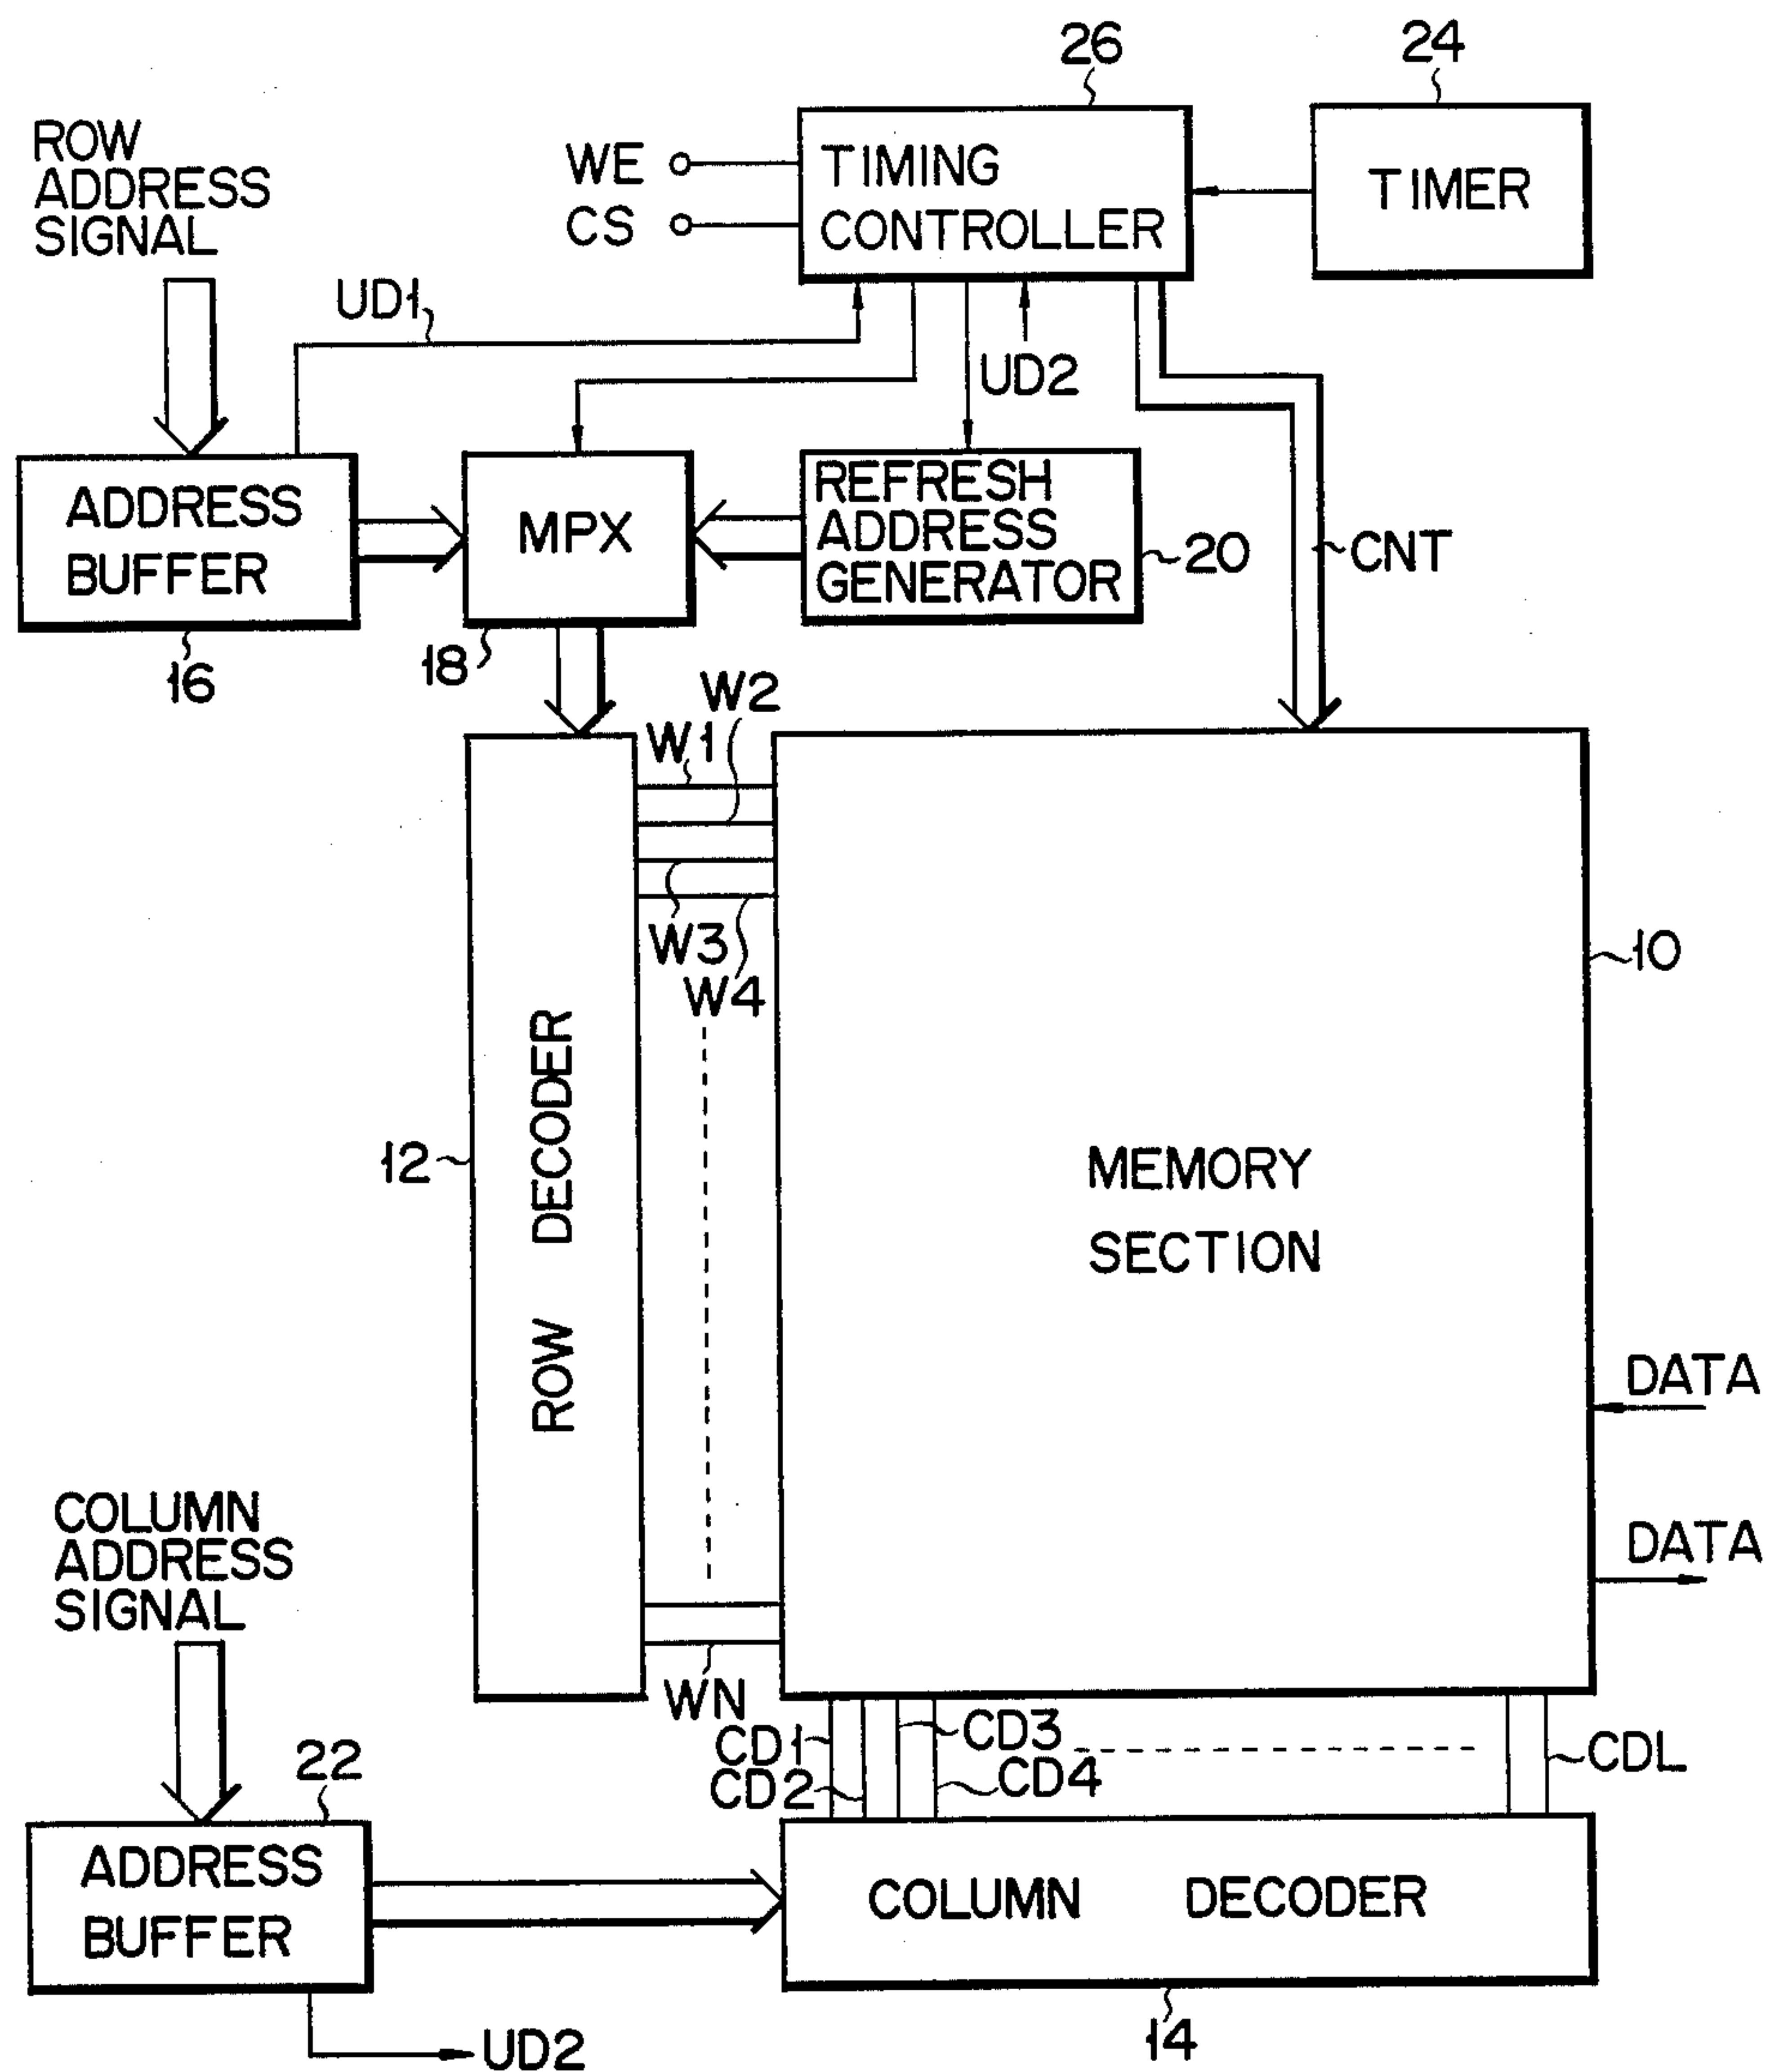 26
24
ROW
ADDRESS
SIGNAL
WE
CS
TIMING
CONTROLLER
TIMER
UD1
UD2
ADDRESS
BUFFER
MPX
REFRESH
ADDRESS
GENERATOR
20
CNT
16
18
W2
W1
W3
W4
10
12
ROW DECODER
MEMORY
SECTION
DATA
DATA
COLUMN
ADDRESS
SIGNAL
WN
CD1
CD2
CD3
CD4
CDL
22
ADDRESS
BUFFER
COLUMN DECODER
14
UD2